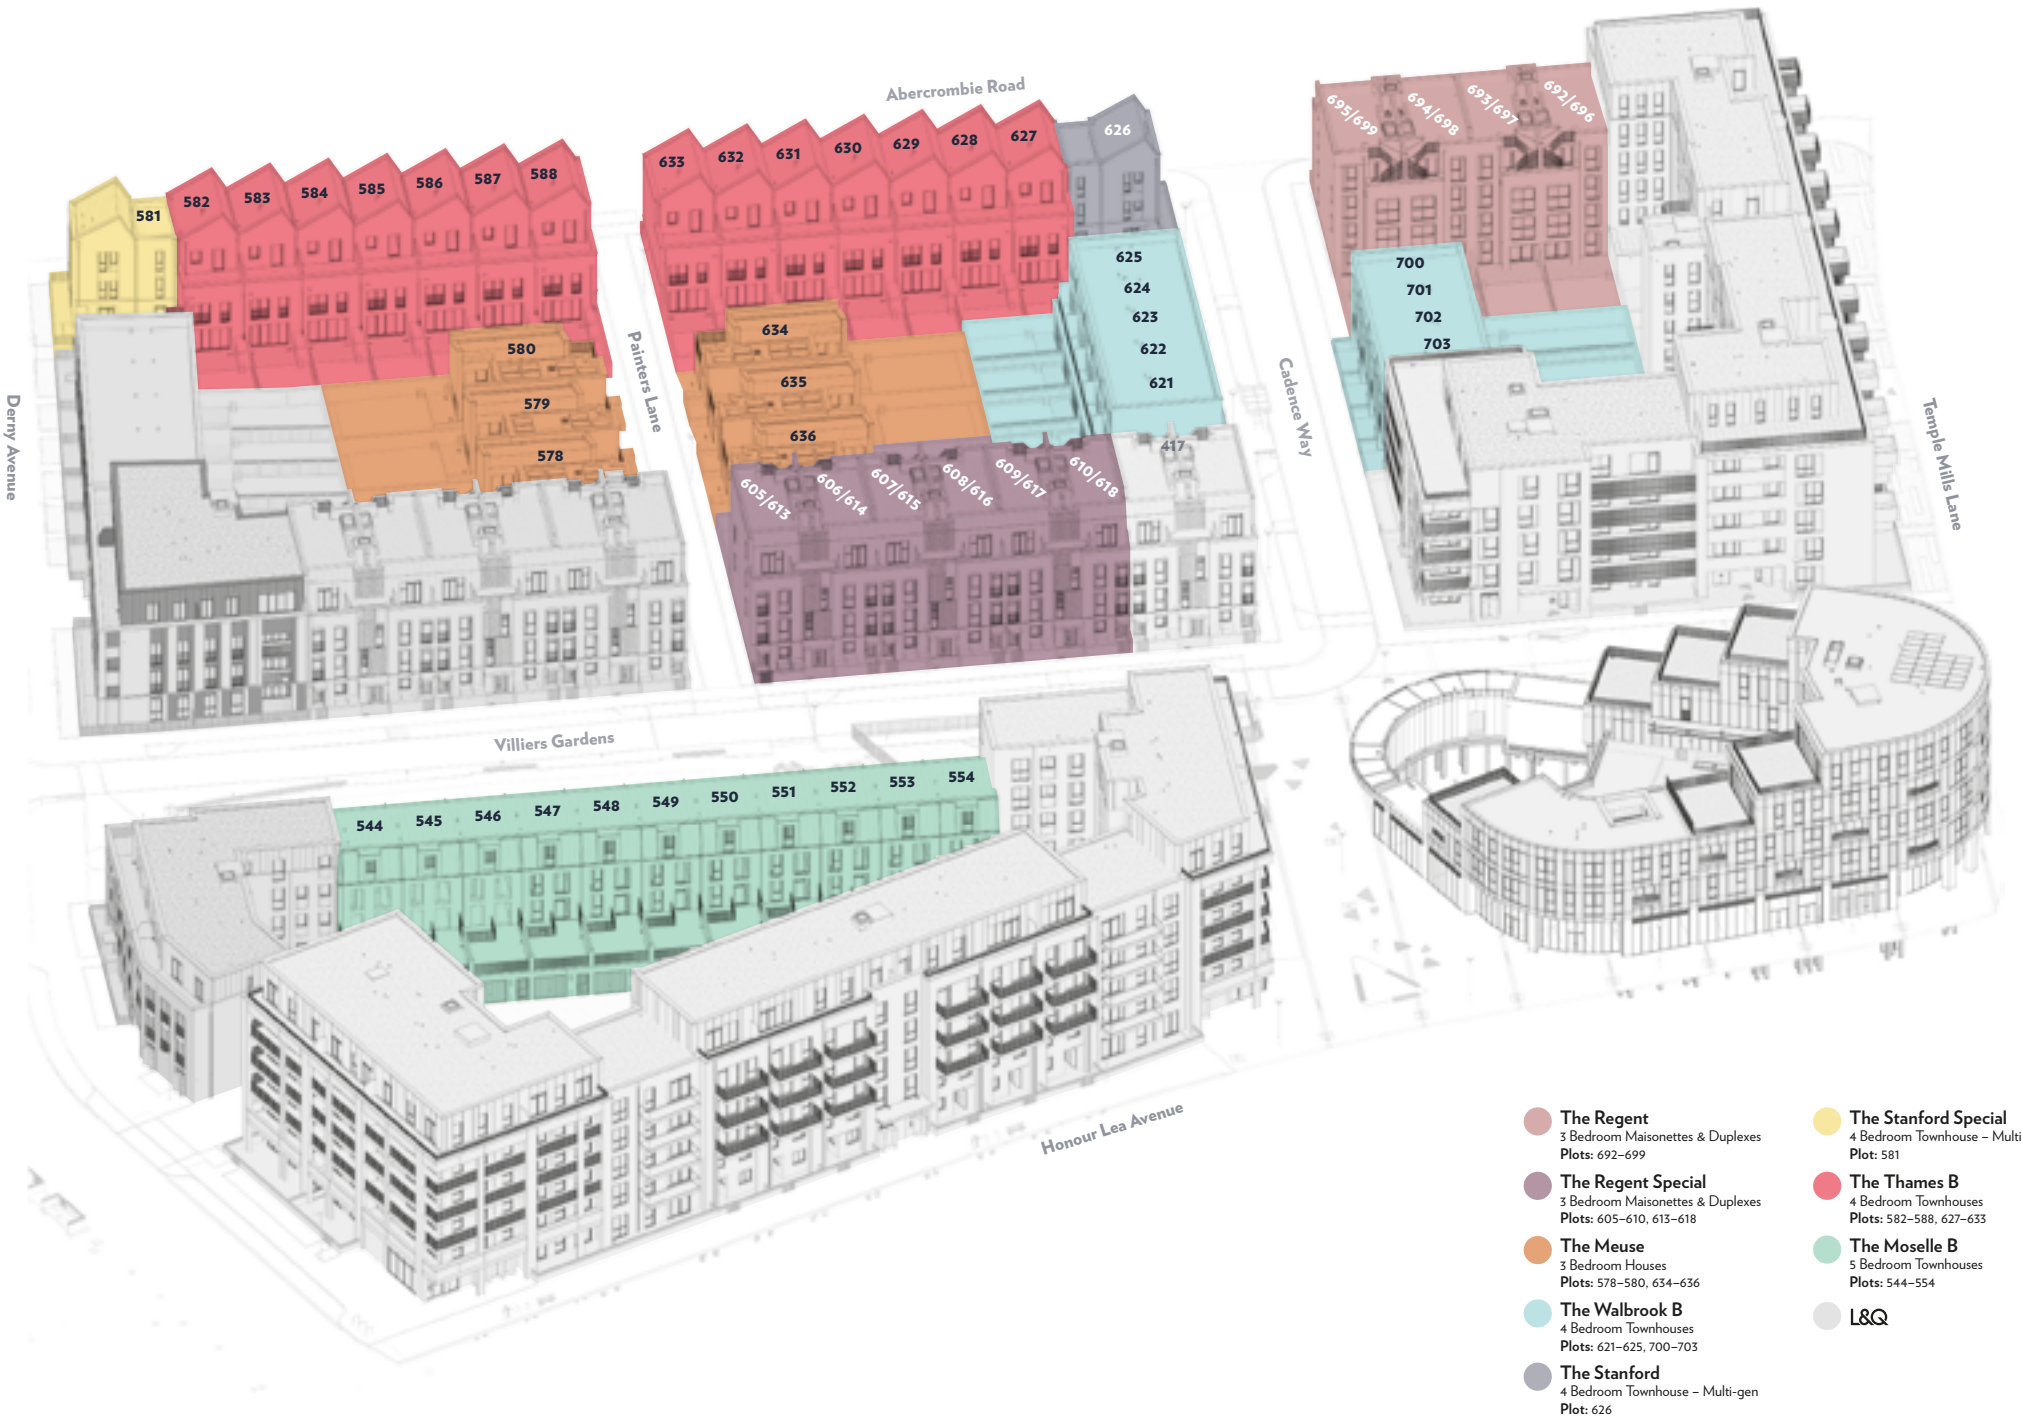 Abercrombie Road
695/699
694/698
693/697
692/696
633
632
631
630
629
628
627
626
581
582
583
584
585
586
587
588
625
624
623
622
621
700
701
702
703
634
635
636
580
579
578
Painters Lane
Cadence Way
Derny Avenue
Temple Mills Lane
417
605/613
606/614
607/615
608/616
609/617
610/618
Villiers Gardens
544
545
546
547
548
549
550
551
552
553
554
Honour Lea Avenue
The Regent
3 Bedroom Maisonettes & Duplexes
Plots: 692–699
The Regent Special
3 Bedroom Maisonettes & Duplexes
Plots: 605–610, 613–618
The Meuse
3 Bedroom Houses
Plots: 578–580, 634–636
The Walbrook B
4 Bedroom Townhouses
Plots: 621–625, 700–703
The Stanford
4 Bedroom Townhouse – Multi-gen
Plot: 626
The Stanford Special
4 Bedroom Townhouse – Multi
Plot: 581
The Thames B
4 Bedroom Townhouses
Plots: 582–588, 627–633
The Moselle B
5 Bedroom Townhouses
Plots: 544–554
L&Q